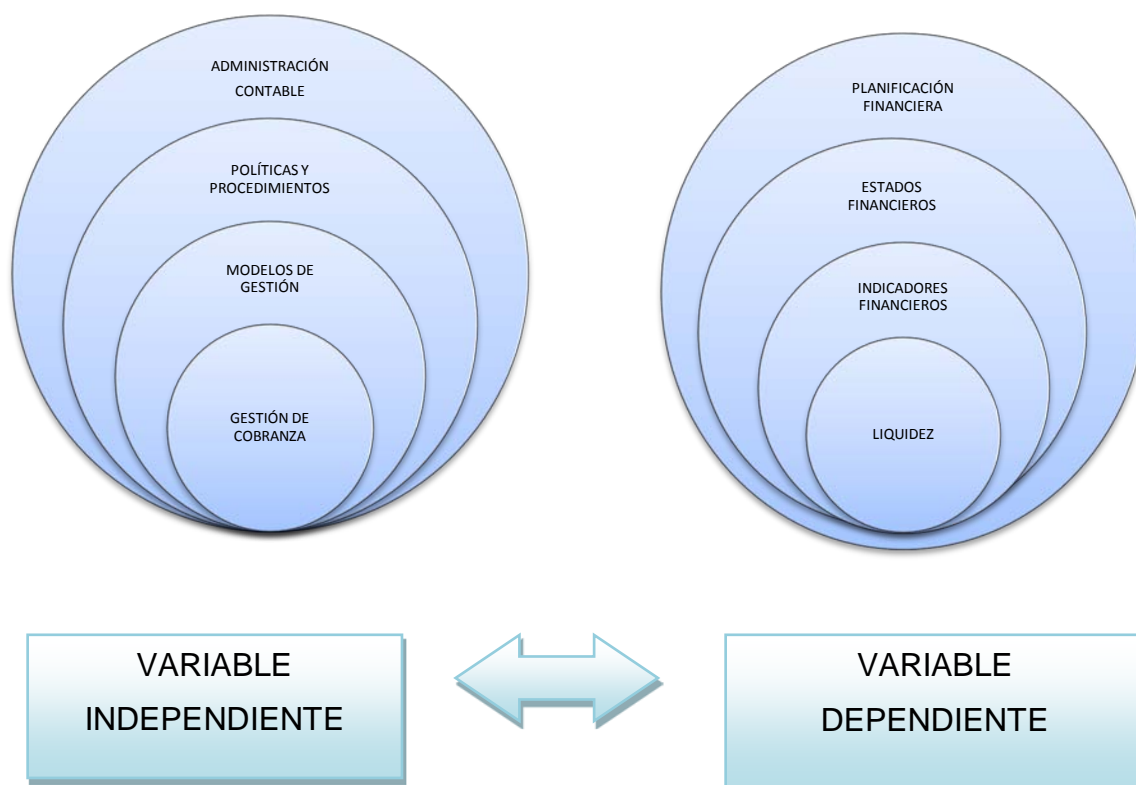 ADMINISTRACIÓN
CONTABLE
POLÍTICAS Y
PROCEDIMIENTOS
MODELOS DE
GESTIÓN
GESTIÓN DE
COBRANZA
PLANIFICACIÓN
FINANCIERA
ESTADOS
FINANCIEROS
INDICADORES
FINANCIEROS
LIQUIDEZ
VARIABLE
INDEPENDIENTE
VARIABLE
DEPENDIENTE